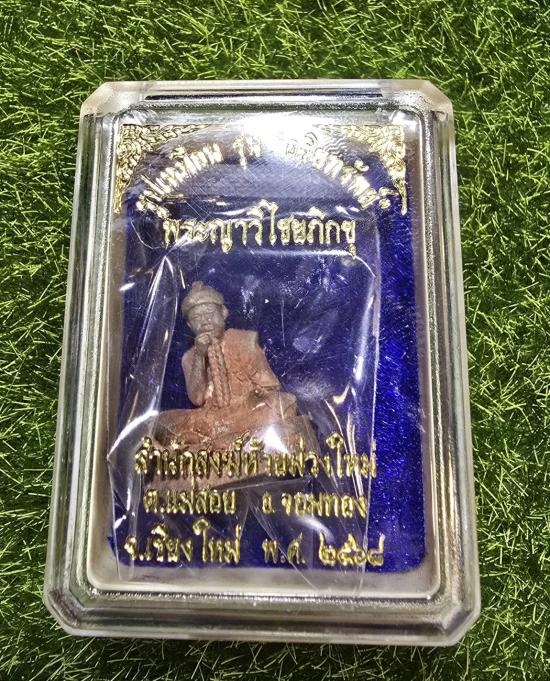 รูปเหมือน รุ่น
พระญาวิไชยภิกขุ
สำนักสงฆ์ห้วยม่วงใหม่
ต.แม่สอย อ.จอมทอง
จ.เชียงใหม่ พ.ศ. ๒๕๖๘